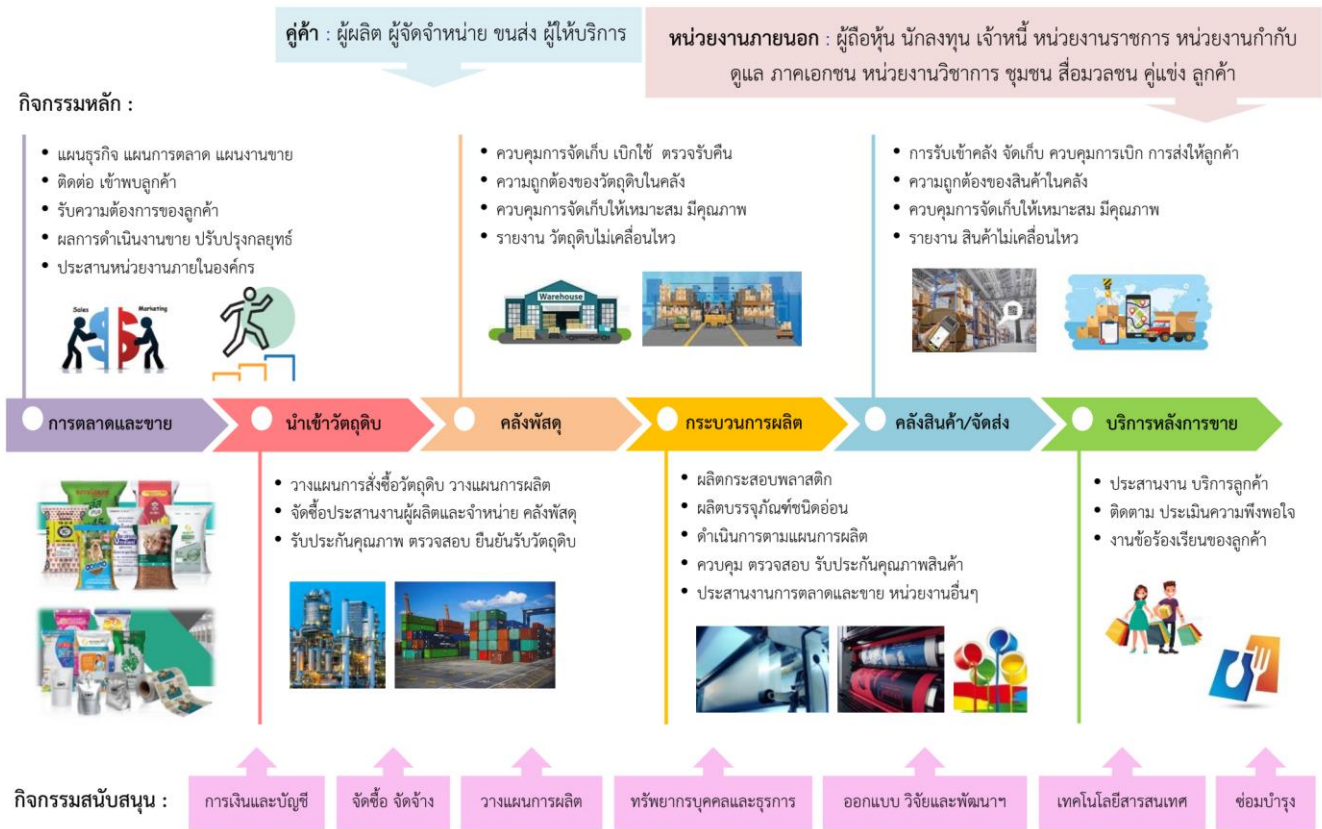 คู่ค้า : ผู้ผลิต ผู้จัดจำหน่าย ขนส่ง ผู้ให้บริการ
หน่วยงานภายนอก : ผู้ถือหุ้น นักลงทุน เจ้าหนี้ หน่วยงานราชการ หน่วยงานกำกับ
ดูแล ภาคเอกชน หน่วยงานวิชาการ ชุมชน สื่อมวลชน คู่แข่ง ลูกค้า
กิจกรรมหลัก :
• แผนธุรกิจ แผนการตลาด แผนงานขาย
• ติดต่อ เข้าพบลูกค้า
• รับความต้องการของลูกค้า
• ผลการดำเนินงานขาย ปรับปรุงกลยุทธ์
• ประสานหน่วยงานภายในองค์กร
Sales
Marketing
• ควบคุมการจัดเก็บ เบิกใช้ ตรวจรับคืน
• ความถูกต้องของวัตถุดิบในคลัง
• ควบคุมการจัดเก็บให้เหมาะสม มีคุณภาพ
• รายงาน วัตถุดิบไม่เคลื่อนไหว
Warehouse
• การรับเข้าคลัง จัดเก็บ ควบคุมการเบิก การส่งให้ลูกค้า
• ความถูกต้องของสินค้าในคลัง
• ควบคุมการจัดเก็บให้เหมาะสม มีคุณภาพ
• รายงาน สินค้าไม่เคลื่อนไหว
การตลาดและขาย
นำเข้าวัตถุดิบ
คลังพัสดุ
กระบวนการผลิต
คลังสินค้า/จัดส่ง
บริการหลังการขาย
• วางแผนการสั่งซื้อวัตถุดิบ วางแผนการผลิต
• จัดซื้อประสานงานผู้ผลิตและจำหน่าย คลังพัสดุ
• รับประกันคุณภาพ ตรวจสอบ ยืนยันรับวัตถุดิบ
• ผลิตกระสอบพลาสติก
• ผลิตบรรจุภัณฑ์ชนิดอ่อน
• ดำเนินการตามแผนการผลิต
• ควบคุม ตรวจสอบ รับประกันคุณภาพสินค้า
• ประสานงานการตลาดและขาย หน่วยงานอื่นๆ
• ประสานงาน บริการลูกค้า
• ติดตาม ประเมินความพึงพอใจ
• งานข้อร้องเรียนของลูกค้า
กิจกรรมสนับสนุน :
การเงินและบัญชี
จัดซื้อ จัดจ้าง
วางแผนการผลิต
ทรัพยากรบุคคลและธุรการ
ออกแบบ วิจัยและพัฒนาฯ
เทคโนโลยีสารสนเทศ
ซ่อมบำรุง